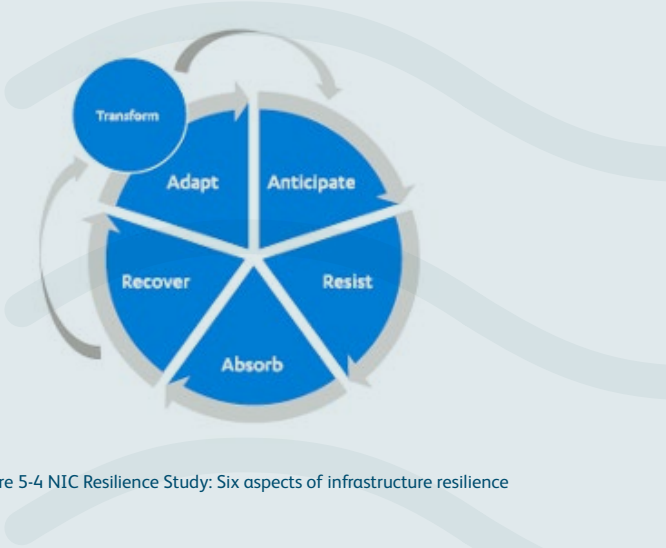 Transform
Adapt
Anticipate
Recover
Resist
Absorb
re 5-4 NIC Resilience Study: Six aspects of infrastructure resilience